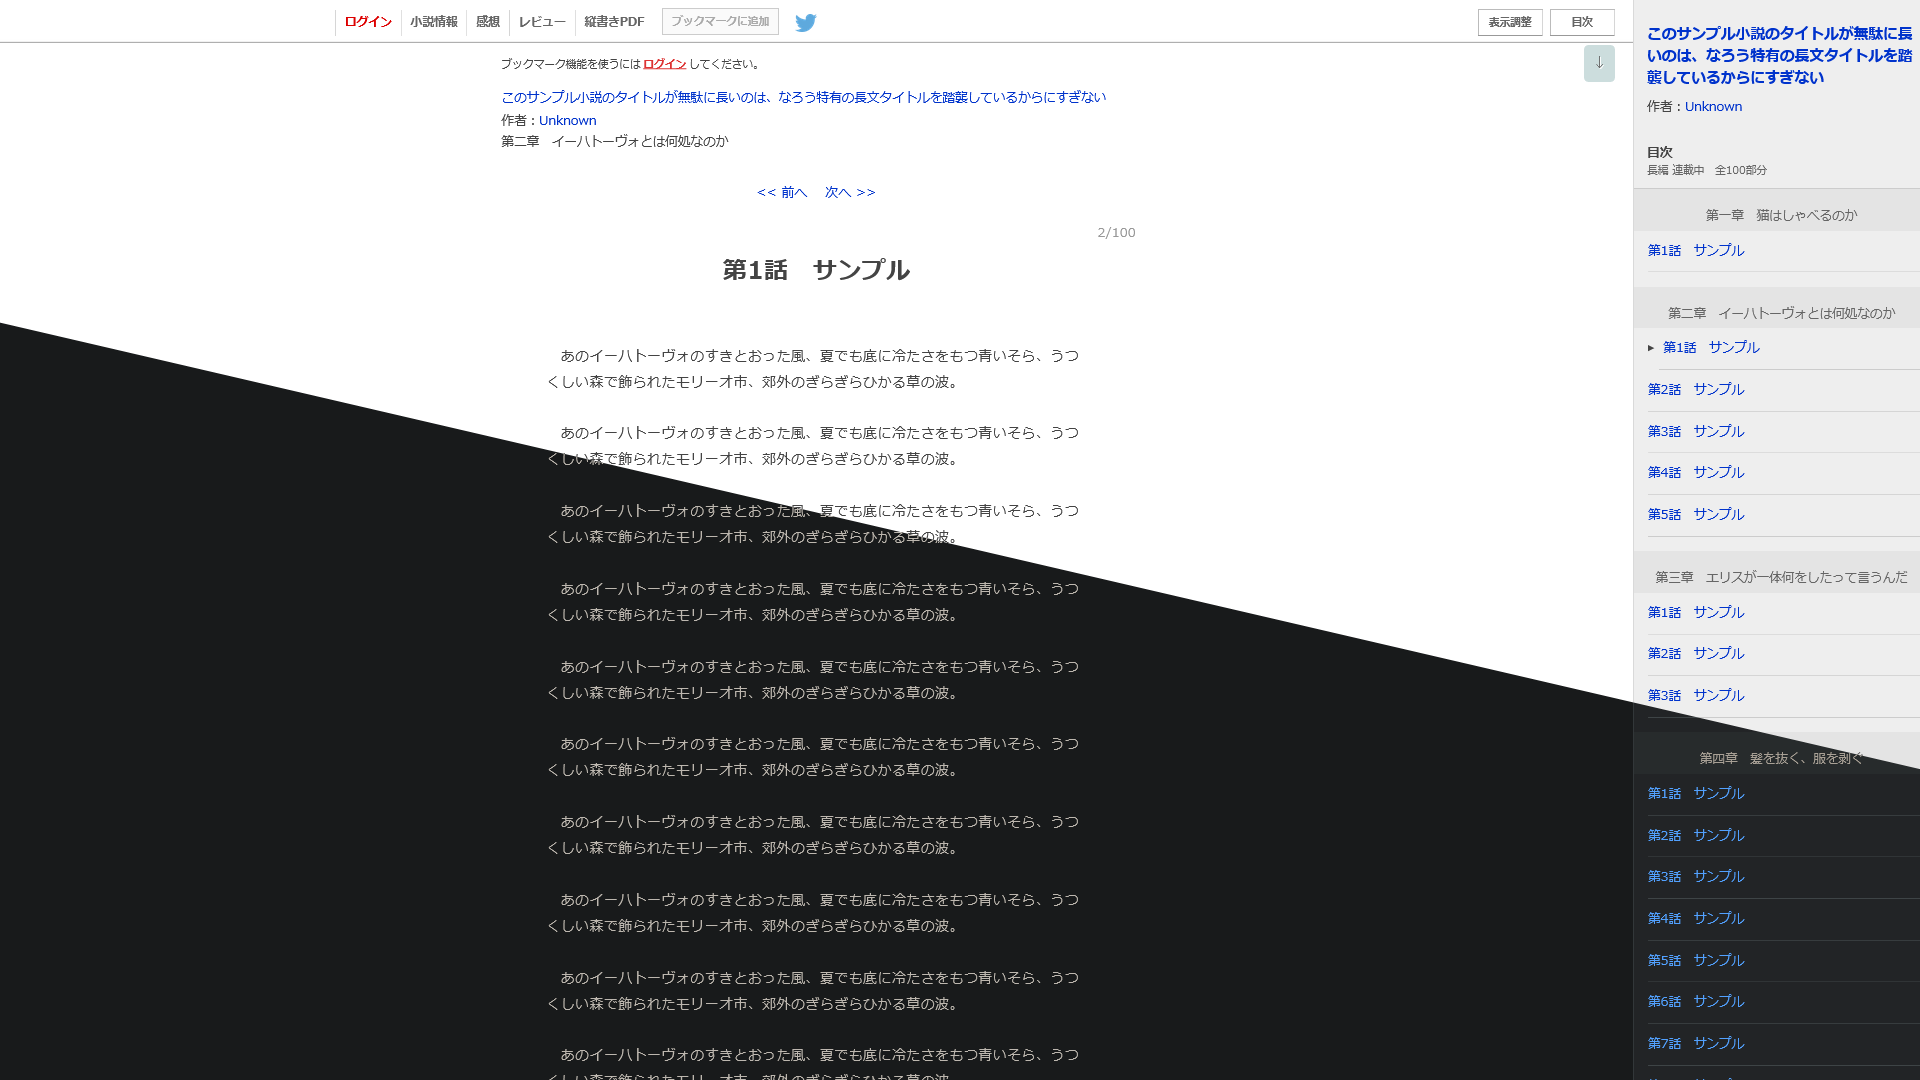 ログイン 小説情報 感想 レビュー 縦書きPDF ブックマークに追加 表示調整 目次
ブックマーク機能を使うには ログイン してください。
↓
このサンプル小説のタイトルが無駄に長いのは、なろう特有の長文タイトルを踏襲しているからにすぎない
作者：Unknown
第二章　イーハトーヴォとは何処なのか
<< 前へ　次へ >>
2/100
第1話　サンプル
　あのイーハトーヴォのすきとおった風、夏でも底に冷たさをもつ青いそら、うつ
くしい森で飾られたモリーオ市、郊外のぎらぎらひかる草の波。
　あのイーハトーヴォのすきとおった風、夏でも底に冷たさをもつ青いそら、うつ
くしい森で飾られたモリーオ市、郊外のぎらぎらひかる草の波。
　あのイーハトーヴォのすきとおった風、夏でも底に冷たさをもつ青いそら、うつ
くしい森で飾られたモリーオ市、郊外のぎらぎらひかる草の波。
　あのイーハトーヴォのすきとおった風、夏でも底に冷たさをもつ青いそら、うつ
くしい森で飾られたモリーオ市、郊外のぎらぎらひかる草の波。
　あのイーハトーヴォのすきとおった風、夏でも底に冷たさをもつ青いそら、うつ
くしい森で飾られたモリーオ市、郊外のぎらぎらひかる草の波。
　あのイーハトーヴォのすきとおった風、夏でも底に冷たさをもつ青いそら、うつ
くしい森で飾られたモリーオ市、郊外のぎらぎらひかる草の波。
　あのイーハトーヴォのすきとおった風、夏でも底に冷たさをもつ青いそら、うつ
くしい森で飾られたモリーオ市、郊外のぎらぎらひかる草の波。
　あのイーハトーヴォのすきとおった風、夏でも底に冷たさをもつ青いそら、うつ
くしい森で飾られたモリーオ市、郊外のぎらぎらひかる草の波。
　あのイーハトーヴォのすきとおった風、夏でも底に冷たさをもつ青いそら、うつ
くしい森で飾られたモリーオ市、郊外のぎらぎらひかる草の波。
　あのイーハトーヴォのすきとおった風、夏でも底に冷たさをもつ青いそら、うつ
このサンプル小説のタイトルが無駄に長
いのは、なろう特有の長文タイトルを踏
襲しているからにすぎない
作者：Unknown
目次
長編 連載中　全100部分
第一章　猫はしゃべるのか
第1話　サンプル
第二章　イーハトーヴォとは何処なのか
▸ 第1話　サンプル
第2話　サンプル
第3話　サンプル
第4話　サンプル
第5話　サンプル
第三章　エリスが一体何をしたって言うんだ
第1話　サンプル
第2話　サンプル
第3話　サンプル
第四章　髪を抜く、服を剥ぐ
第1話　サンプル
第2話　サンプル
第3話　サンプル
第4話　サンプル
第5話　サンプル
第6話　サンプル
第7話　サンプル